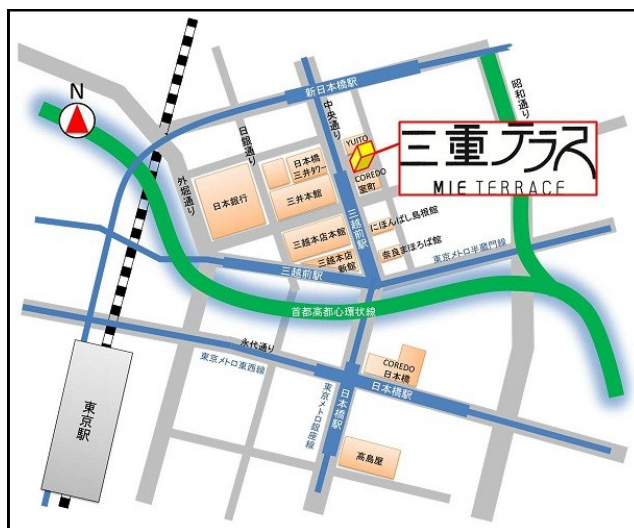 N
新日本橋駅
昭和通り
中央通り
日銀通り
外堀通り
YUITO
三重テラス
MIE TERRACE
日本橋
三井タワー
COREDO
室町
日本銀行
三井本館
三越前駅
にほんばし島根館
三越本店本館
奈良まほろば館
三越本店
新館
東京メトロ半蔵門線
三越前駅
首都高都心環状線
永代通り
東京メトロ東西線
COREDO
日本橋
日本橋駅
日本橋駅
東京メトロ銀座線
東京駅
高島屋